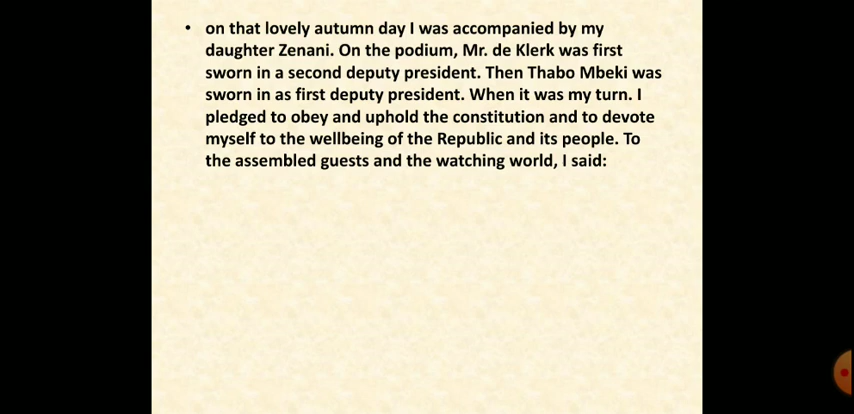 • on that lovely autumn day I was accompanied by my
daughter Zenani. On the podium, Mr. de Klerk was first
sworn in a second deputy president. Then Thabo Mbeki was
sworn in as first deputy president. When it was my turn. I
pledged to obey and uphold the constitution and to devote
myself to the wellbeing of the Republic and its people. To
the assembled guests and the watching world, I said: